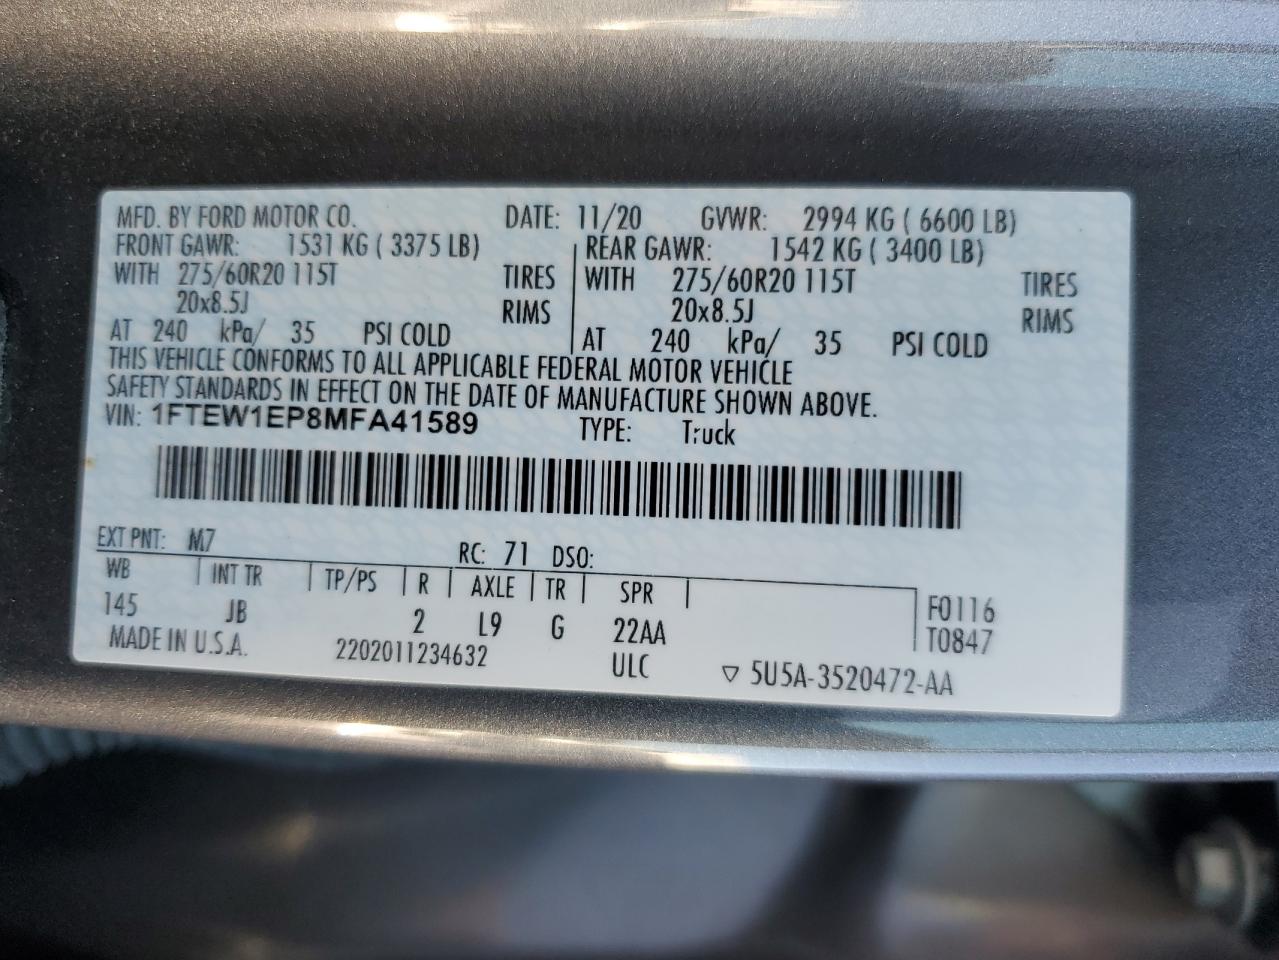 MFD. BY FORD MOTOR CO. DATE: 11/20 GVWR: 2994 KG ( 6600 LB)
FRONT GAWR: 1531 KG ( 3375 LB) REAR GAWR: 1542 KG ( 3400 LB)
WITH 275/60R20 115T TIRES WITH 275/60R20 115T TIRES
20x8.5J RIMS 20x8.5J RIMS
AT 240 kPa/ 35 PSI COLD AT 240 kPa/ 35 PSI COLD
THIS VEHICLE CONFORMS TO ALL APPLICABLE FEDERAL MOTOR VEHICLE
SAFETY STANDARDS IN EFFECT ON THE DATE OF MANUFACTURE SHOWN ABOVE.
VIN: 1FTEW1EP8MFA41589 TYPE: Truck
EXT PNT: M7 RC: 71 DSO:
WB INT TR TP/PS R AXLE TR SPR
145 JB 2 L9 G 22AA F0116
T0847
MADE IN U.S.A. 2202011234632 ULC ▽ 5U5A-3520472-AA